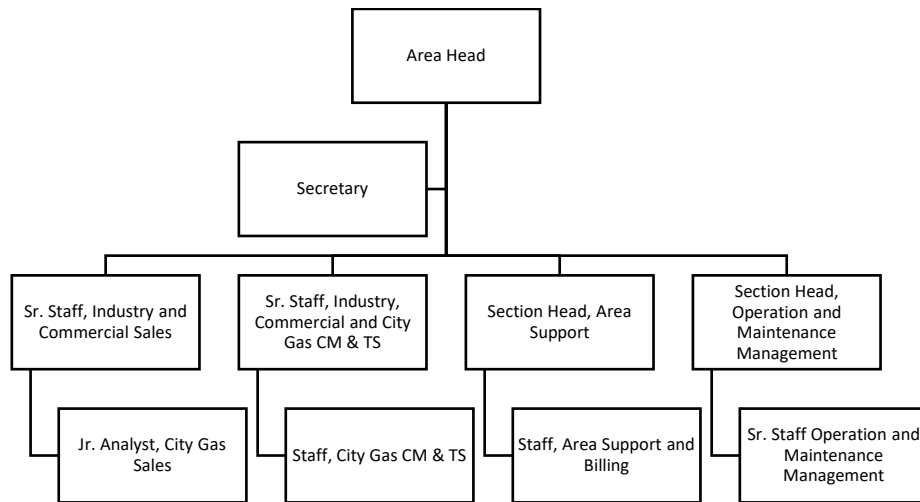 Area Head
Secretary
Sr. Staff, Industry and
Commercial Sales
Sr. Staff, Industry,
Commercial and City
Gas CM & TS
Section Head, Area
Support
Section Head,
Operation and
Maintenance
Management
Jr. Analyst, City Gas
Sales
Staff, City Gas CM & TS
Staff, Area Support and
Billing
Sr. Staff Operation and
Maintenance
Management